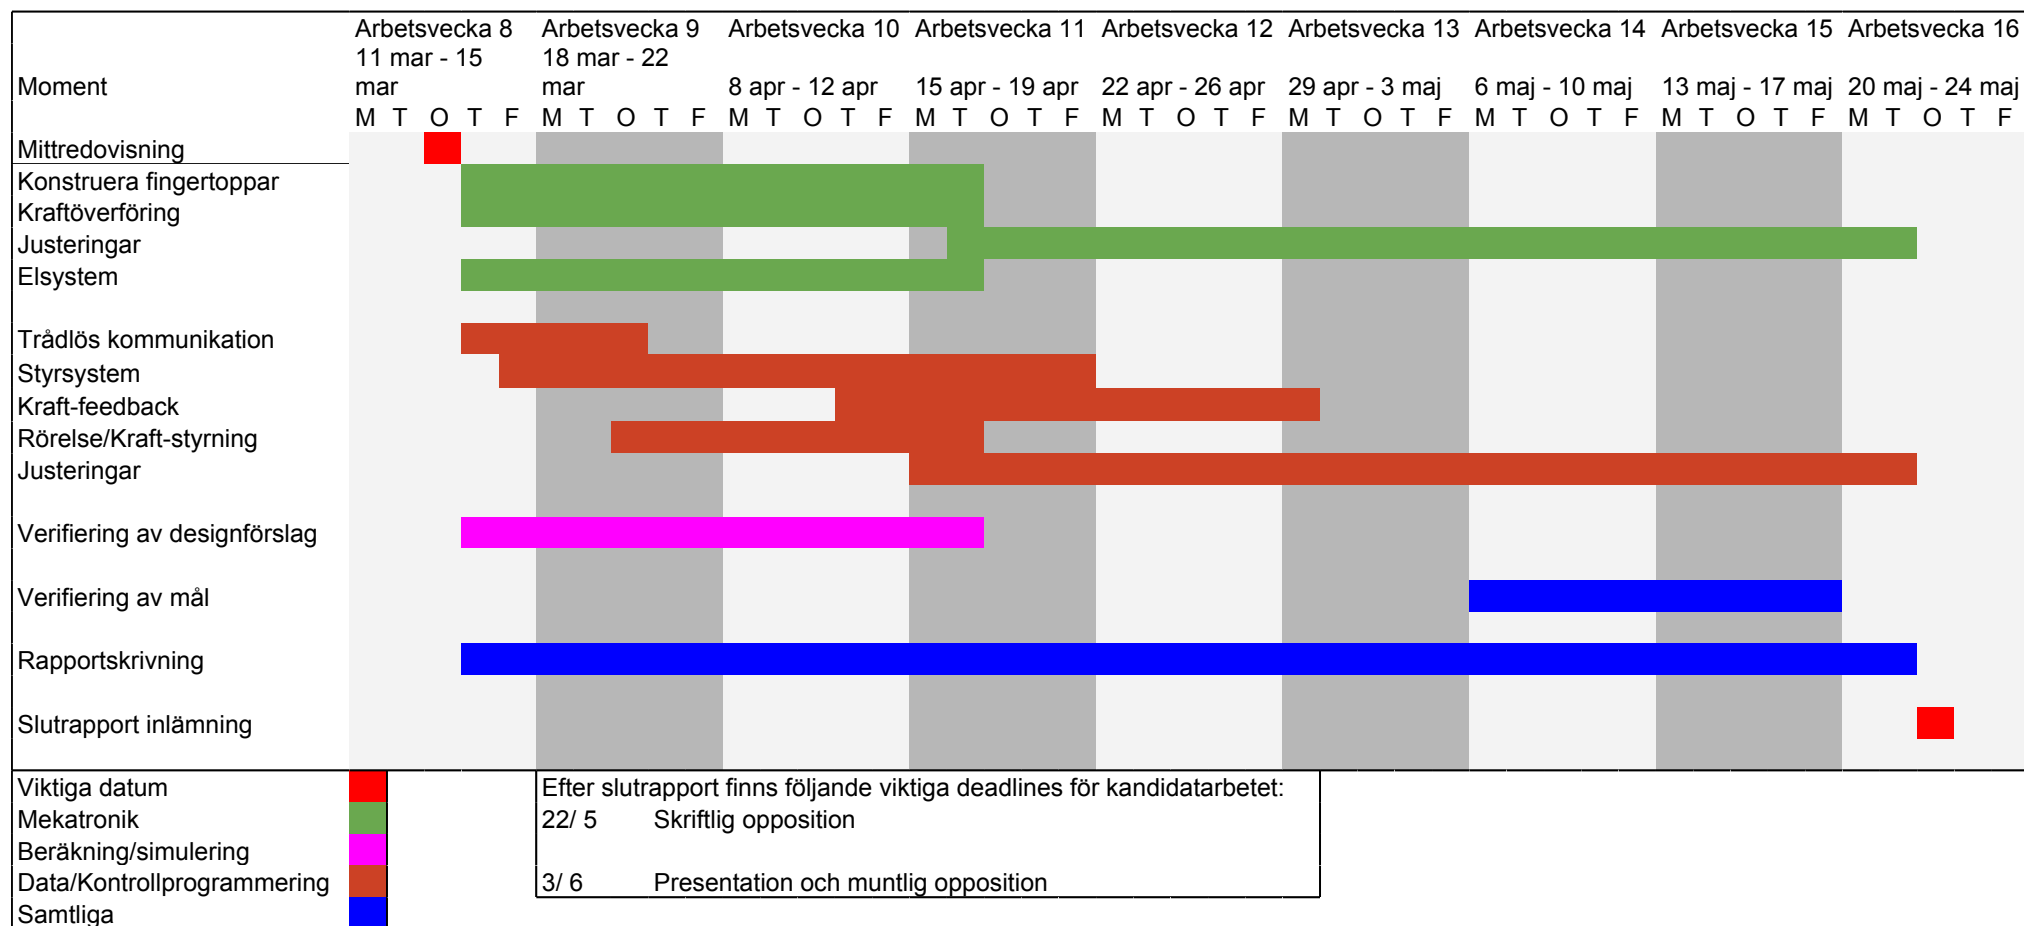 Arbetsvecka 8 Arbetsvecka 9 Arbetsvecka 10 Arbetsvecka 11 Arbetsvecka 12 Arbetsvecka 13 Arbetsvecka 14 Arbetsvecka 15 Arbetsvecka 16
11 mar - 15 18 mar - 22
Moment mar mar 8 apr - 12 apr 15 apr - 19 apr 22 apr - 26 apr 29 apr - 3 maj 6 maj - 10 maj 13 maj - 17 maj 20 maj - 24 maj
M T O T F M T O T F M T O T F M T O T F M T O T F M T O T F M T O T F M T O T F M T O T F
Mittredovisning
Konstruera fingertoppar
Kraftöverföring
Justeringar
Elsystem
Trådlös kommunikation
Styrsystem
Kraft-feedback
Rörelse/Kraft-styrning
Justeringar
Verifiering av designförslag
Verifiering av mål
Rapportskrivning
Slutrapport inlämning
Viktiga datum Efter slutrapport finns följande viktiga deadlines för kandidatarbetet:
Mekatronik 22/ 5 Skriftlig opposition
Beräkning/simulering
Data/Kontrollprogrammering 3/ 6 Presentation och muntlig opposition
Samtliga